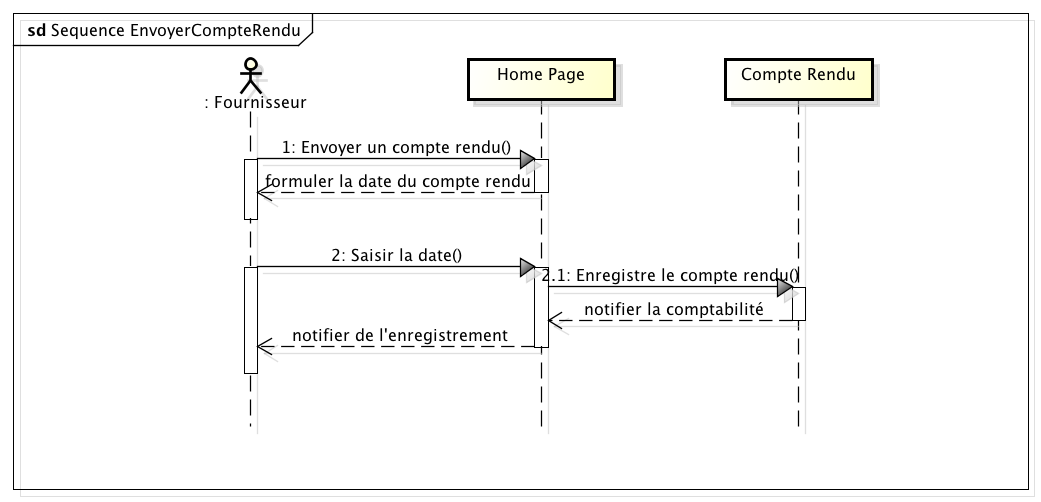 sd Sequence EnvoyerCompteRendu
: Fournisseur
Home Page
Compte Rendu
1: Envoyer un compte rendu()
formuler la date du compte rendu
2: Saisir la date()
2.1: Enregistre le compte rendu()
notifier la comptabilité
notifier de l'enregistrement